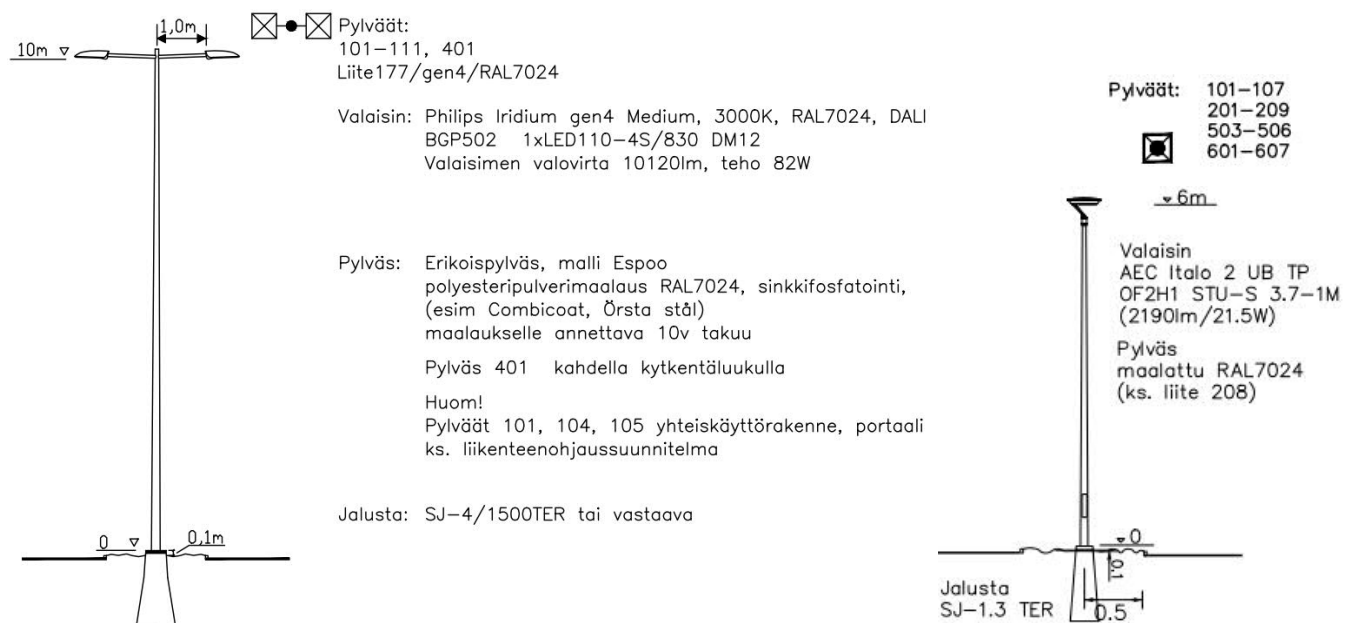 1,0m
10m
Pylväät:
101-111, 401
Liite177/gen4/RAL7024
Valaisin: Philips Iridium gen4 Medium, 3000K, RAL7024, DALI
BGP502 1xLED110-4S/830 DM12
Valaisimen valovirta 10120lm, teho 82W
Pylväs: Erikoispylväs, malli Espoo
polyesteripulverimaalaus RAL7024, sinkkifosfatointi,
(esim Combicoat, Örsta stål)
maalaukselle annettava 10v takuu
Pylväs 401 kahdella kytkentäluukulla
Huom!
Pylväät 101, 104, 105 yhteiskäyttörakenne, portaali
ks. liikenteenohjaussuunnitelma
Jalusta: SJ-4/1500TER tai vastaava
0
0,1m
Pylväät: 101-107
201-209
503-506
601-607
6m
Valaisin
AEC Italo 2 UB TP
OF2H1 STU-S 3.7-1M
(2190lm/21.5W)
Pylväs
maalattu RAL7024
(ks. liite 208)
0
0.1
0.5
Jalusta
SJ-1.3 TER